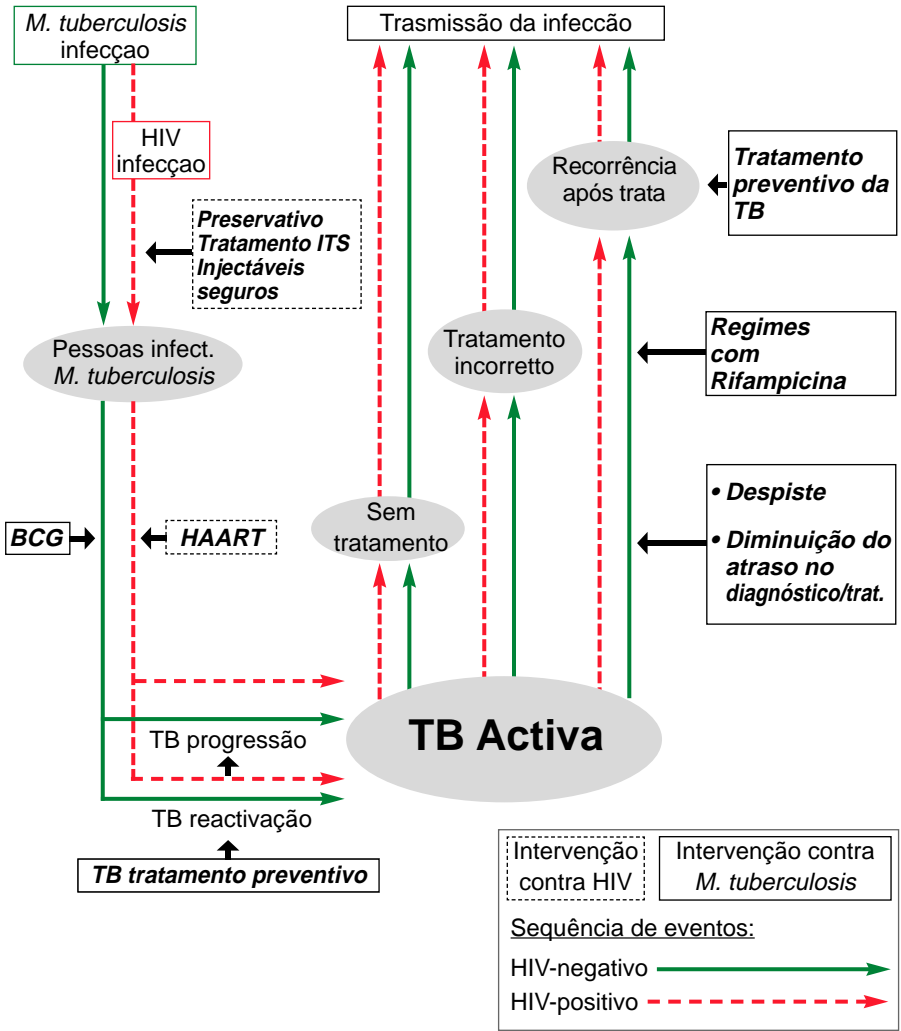 M. tuberculosis
infecçao
Trasmissão da infeccão
HIV
infecçao
Recorrência
após trata
Tratamento
preventivo da
TB
Preservativo
Tratamento ITS
Injectáveis
seguros
Pessoas infect.
M. tuberculosis
Tratamento
incorretto
Regimes
com
Rifampicina
BCG
HAART
Sem
tratamento
• Despiste
• Diminuição do
atraso no
diagnóstico/trat.
TB Activa
TB progressão
TB reactivação
TB tratamento preventivo
Intervenção
contra HIV
Intervenção contra
M. tuberculosis
Sequência de eventos:
HIV-negativo
HIV-positivo